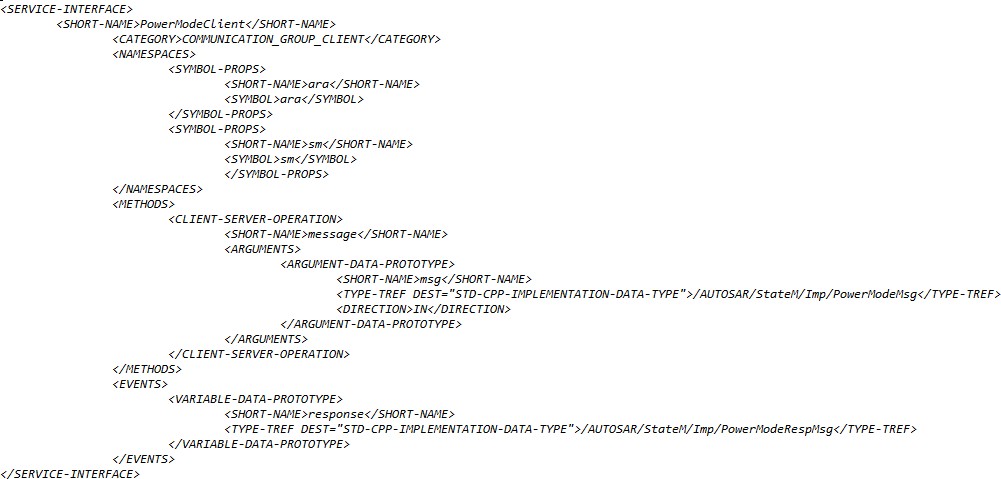 <SERVICE-INTERFACE>
<SHORT-NAME>PowerModeClient</SHORT-NAME>
<CATEGORY>COMMUNICATION_GROUP_CLIENT</CATEGORY>
<NAMESPACES>
<SYMBOL-PROPS>
<SHORT-NAME>ara</SHORT-NAME>
<SYMBOL>ara</SYMBOL>
</SYMBOL-PROPS>
<SYMBOL-PROPS>
<SHORT-NAME>sm</SHORT-NAME>
<SYMBOL>sm</SYMBOL>
</SYMBOL-PROPS>
</NAMESPACES>
<METHODS>
<CLIENT-SERVER-OPERATION>
<SHORT-NAME>message</SHORT-NAME>
<ARGUMENTS>
<ARGUMENT-DATA-PROTOTYPE>
<SHORT-NAME>msg</SHORT-NAME>
<TYPE-TREF DEST="STD-CPP-IMPLEMENTATION-DATA-TYPE">/AUTOSAR/StateM/Imp/PowerModeMsg</TYPE-TREF>
<DIRECTION>IN</DIRECTION>
</ARGUMENT-DATA-PROTOTYPE>
</ARGUMENTS>
</CLIENT-SERVER-OPERATION>
</METHODS>
<EVENTS>
<VARIABLE-DATA-PROTOTYPE>
<SHORT-NAME>response</SHORT-NAME>
<TYPE-TREF DEST="STD-CPP-IMPLEMENTATION-DATA-TYPE">/AUTOSAR/StateM/Imp/PowerModeRespMsg</TYPE-TREF>
</VARIABLE-DATA-PROTOTYPE>
</EVENTS>
</SERVICE-INTERFACE>